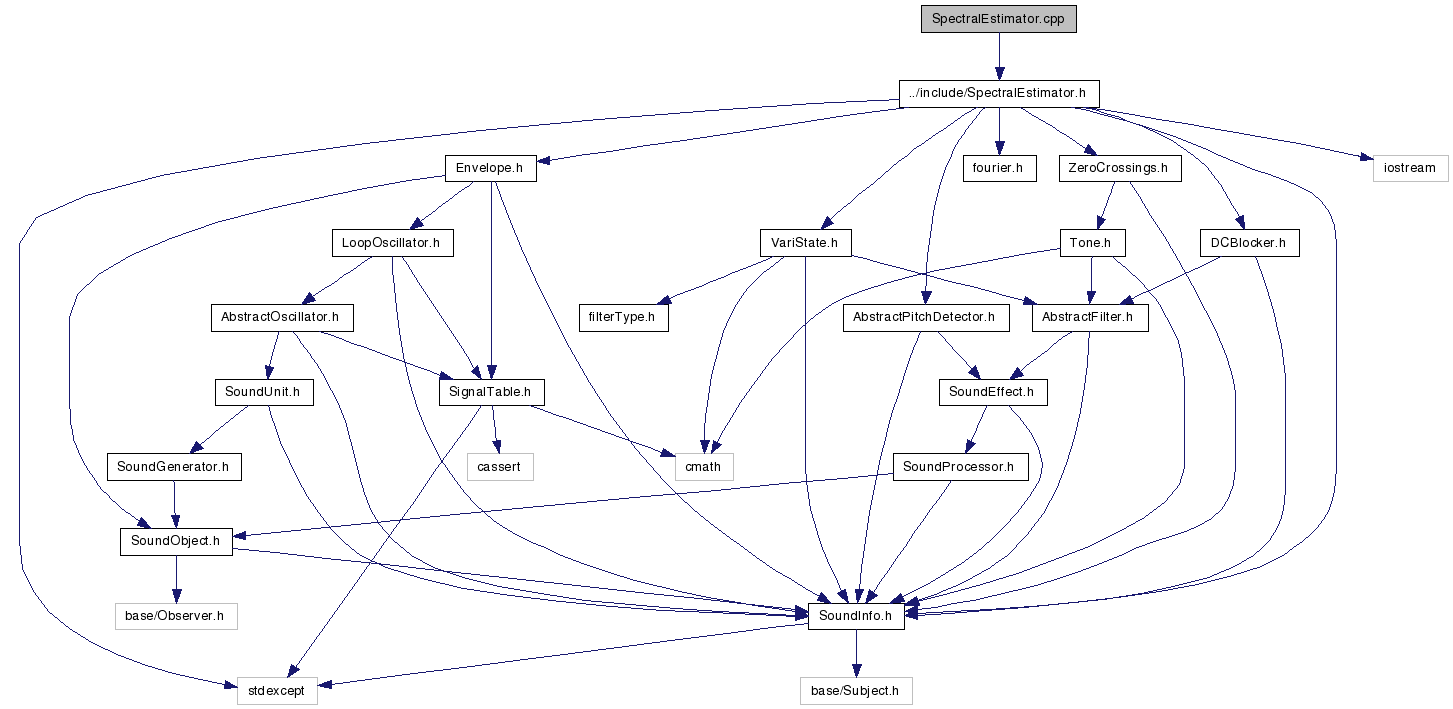 SpectralEstimator.cpp
../include/SpectralEstimator.h
Envelope.h
fourier.h
ZeroCrossings.h
iostream
LoopOscillator.h
VariState.h
Tone.h
DCBlocker.h
AbstractOscillator.h
filterType.h
AbstractPitchDetector.h
AbstractFilter.h
SoundUnit.h
SignalTable.h
SoundEffect.h
SoundGenerator.h
cassert
cmath
SoundProcessor.h
SoundObject.h
base/Observer.h
SoundInfo.h
stdexcept
base/Subject.h